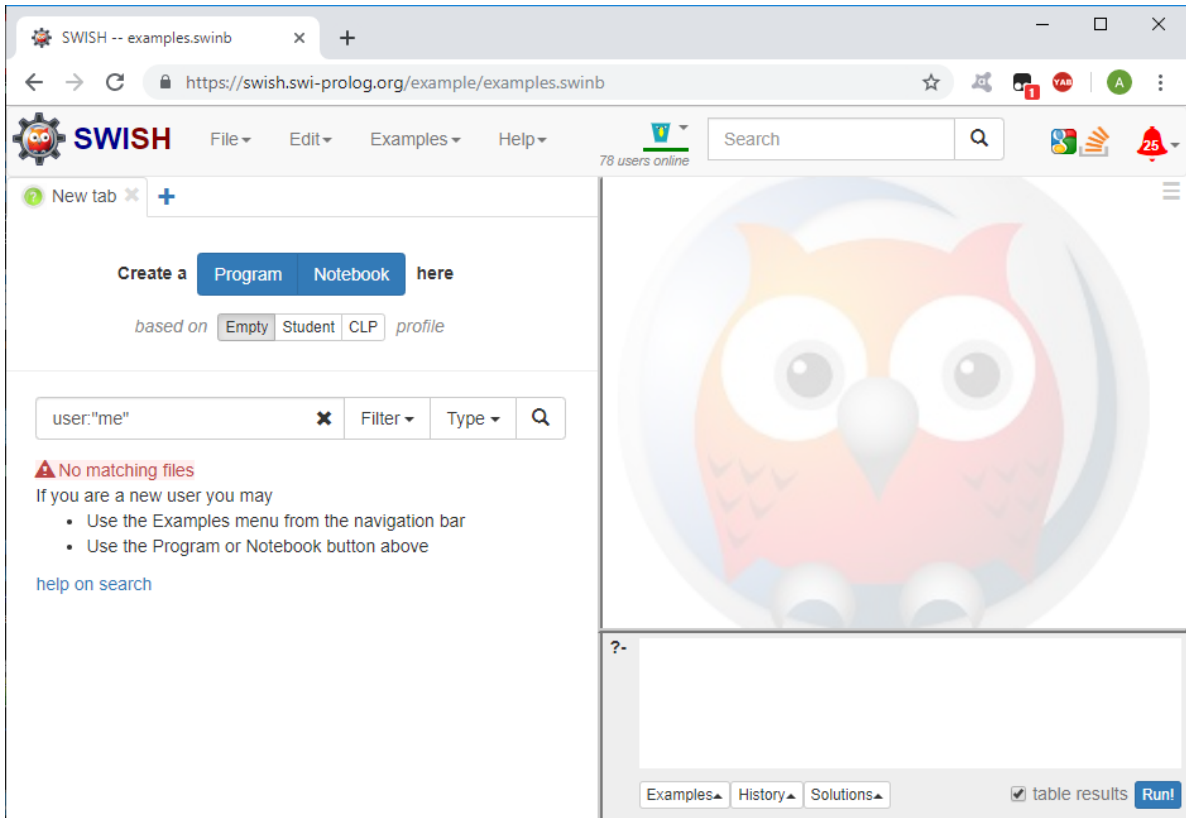 SWISH -- examples.swinb
https://swish.swi-prolog.org/example/examples.swinb
1
YAB
A
SWISH File Edit Examples Help
78 users online
Search
25
? New tab
Create a Program Notebook here
based on Empty Student CLP profile
user:"me" Filter Type
No matching files
If you are a new user you may
• Use the Examples menu from the navigation bar
• Use the Program or Notebook button above
help on search
?-
Examples History Solutions table results Run!